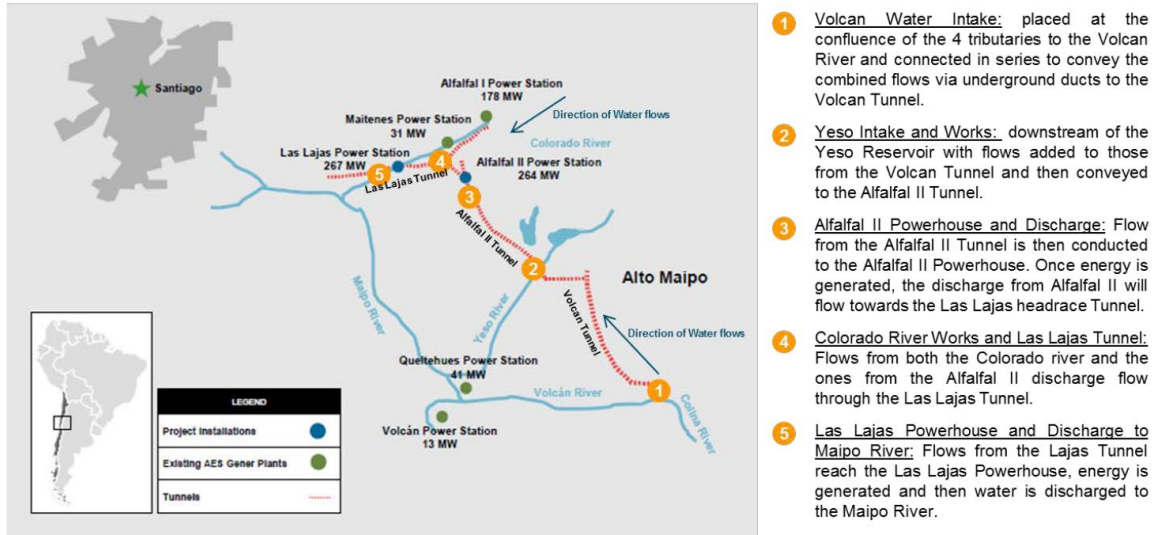 Santiago
Alfalfal I Power Station
178 MW
Direction of Water flows
Maitenes Power Station
31 MW
Colorado River
Las Lajas Power Station
267 MW
4
5
Las Lajas Tunnel
Alfalfal II Power Station
264 MW
3
Alfalfal II Tunnel
2
Alto Maipo
Maipo River
Yeso River
Volcan Tunnel
Direction of Water flows
Queltehues Power Station
41 MW
Volcán River
1
Colina River
Volcán Power Station
13 MW
LEGEND
Project Installations
Existing AES Gener Plants
Tunnels
1
Volcan Water Intake: placed at the
confluence of the 4 tributaries to the Volcan
River and connected in series to convey the
combined flows via underground ducts to the
Volcan Tunnel.
2
Yeso Intake and Works: downstream of the
Yeso Reservoir with flows added to those
from the Volcan Tunnel and then conveyed
to the Alfalfal II Tunnel.
3
Alfalfal II Powerhouse and Discharge: Flow
from the Alfalfal II Tunnel is then conducted
to the Alfalfal II Powerhouse. Once energy is
generated, the discharge from Alfalfal II will
flow towards the Las Lajas headrace Tunnel.
4
Colorado River Works and Las Lajas Tunnel:
Flows from both the Colorado river and the
ones from the Alfalfal II discharge flow
through the Las Lajas Tunnel.
5
Las Lajas Powerhouse and Discharge to
Maipo River: Flows from the Lajas Tunnel
reach the Las Lajas Powerhouse, energy is
generated and then water is discharged to
the Maipo River.